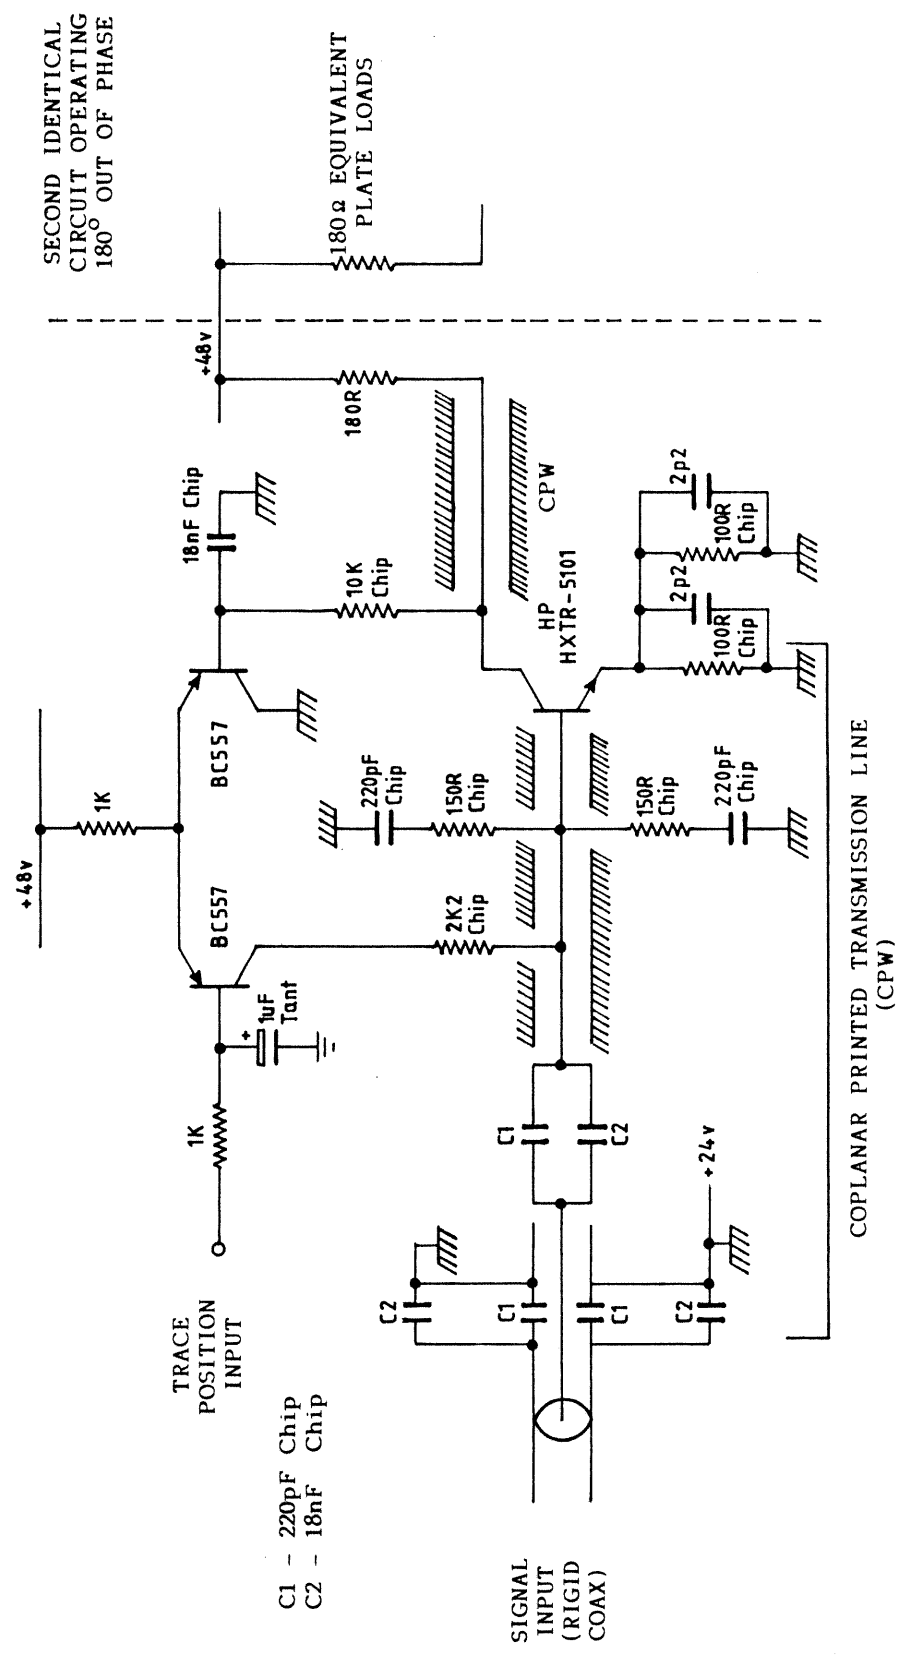 SECOND IDENTICAL
CIRCUIT OPERATING
180° OUT OF PHASE
180Ω EQUIVALENT
PLATE LOADS
+48v
180R
18nF Chip
10K
Chip
CPW
HP
HXTR-5101
2p2
100R
Chip
2p2
100R
Chip
+48v
1K
BC557
BC557
220pF
Chip
150R
Chip
150R
Chip
220pF
Chip
2K2
Chip
+
1uF
Tant
1K
TRACE
POSITION
INPUT
C1
C2
C2
C1
C1
C2
+24v
C1 - 220pF Chip
C2 - 18nF Chip
SIGNAL
INPUT
(RIGID
COAX)
COPLANAR PRINTED TRANSMISSION LINE
(CPW)